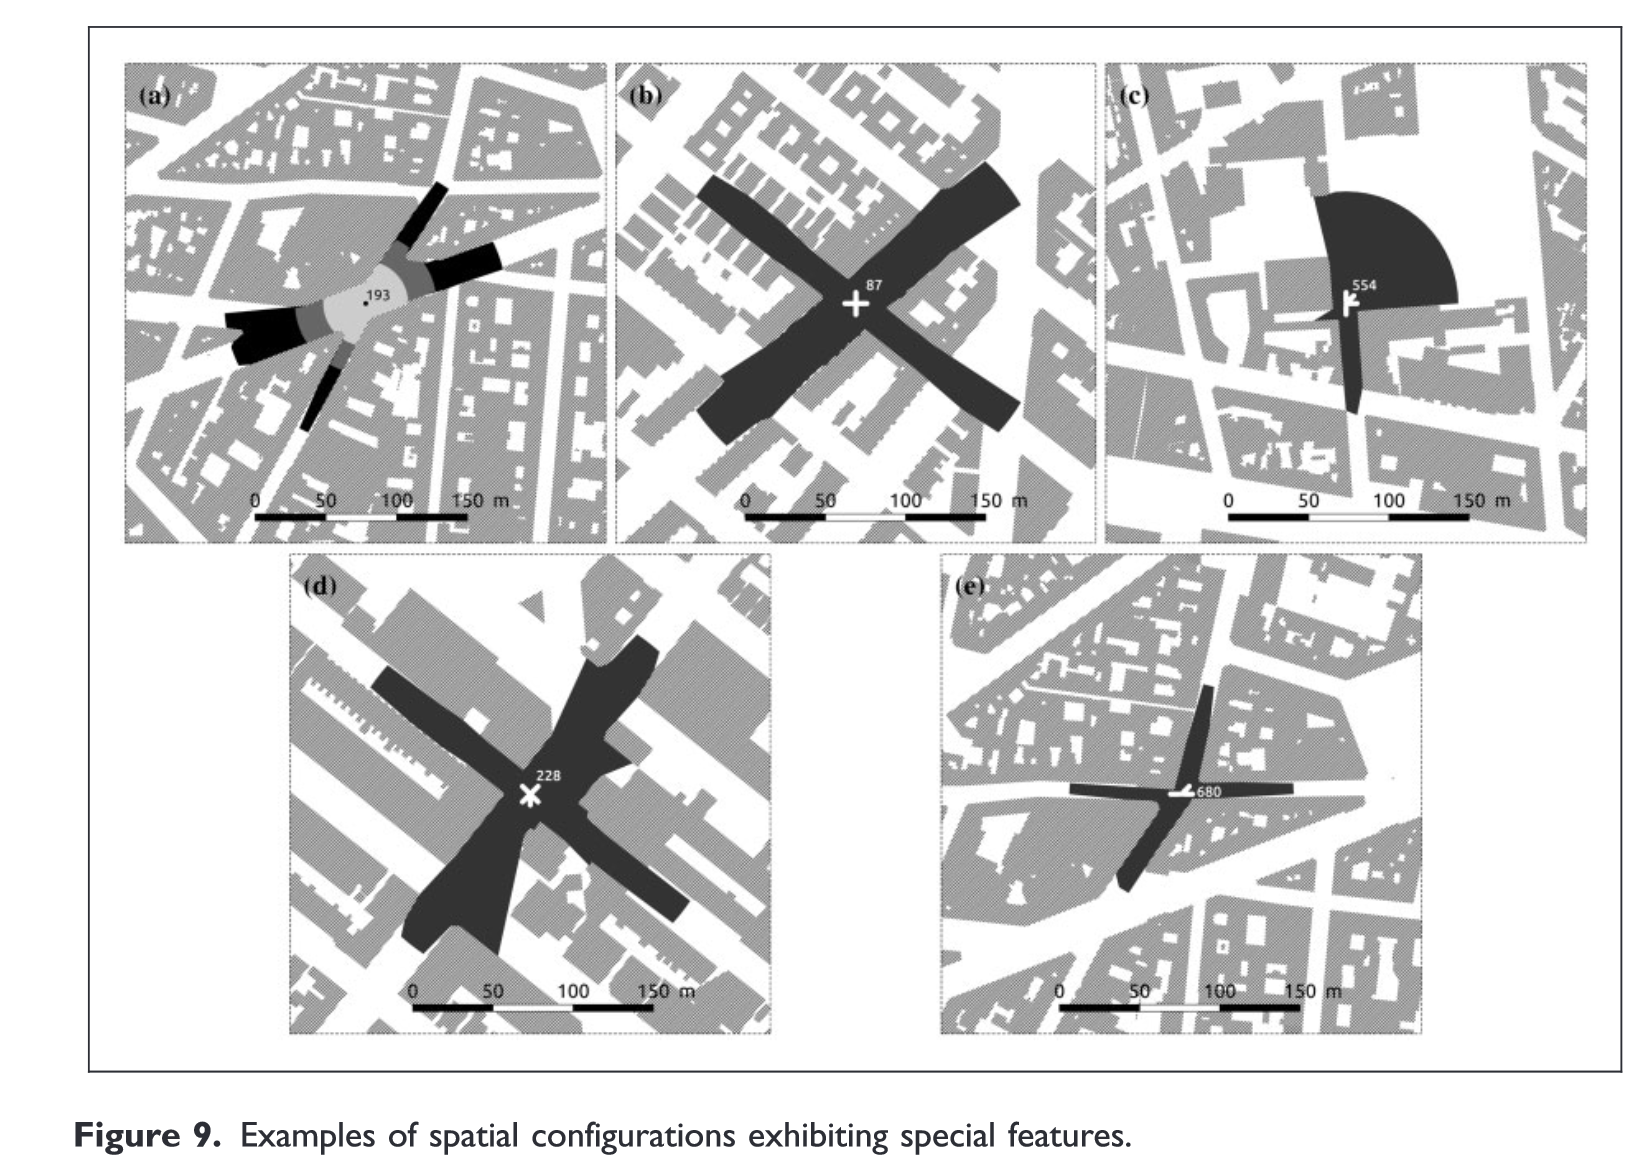 (a) (b) (c)
193
87
554
0 50 100 150 m
0 50 100 150 m
0 50 100 150 m
(d) (e)
228
680
0 50 100 150 m
0 50 100 150 m
Figure 9. Examples of spatial configurations exhibiting special features.